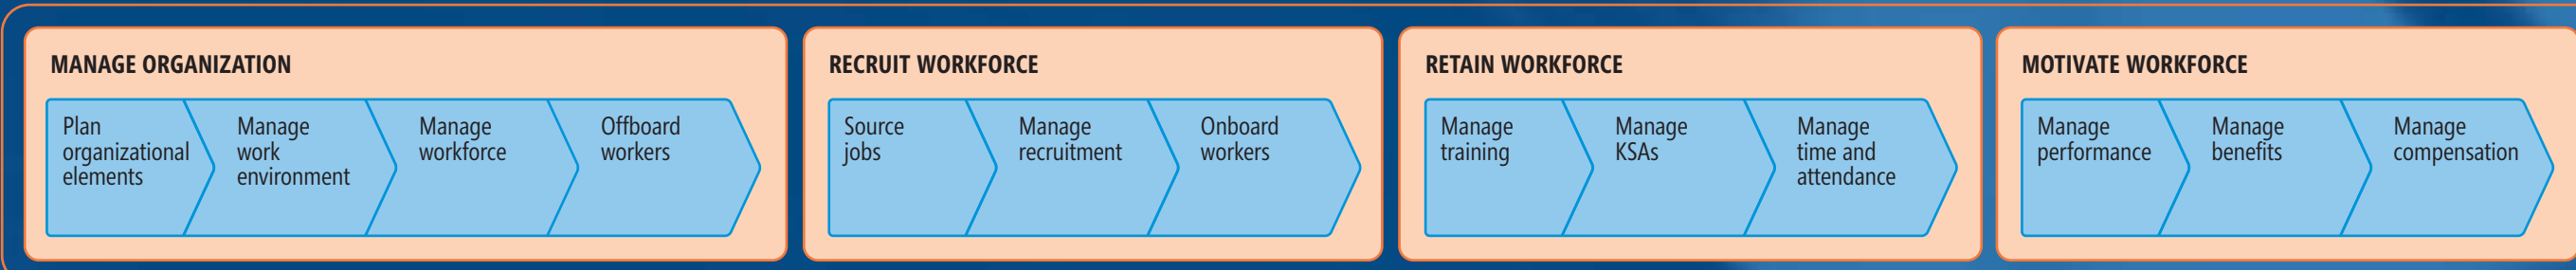 MANAGE ORGANIZATION
Plan
organizational
elements
Manage
work
environment
Manage
workforce
Offboard
workers
RECRUIT WORKFORCE
Source
jobs
Manage
recruitment
Onboard
workers
RETAIN WORKFORCE
Manage
training
Manage
KSAs
Manage
time and
attendance
MOTIVATE WORKFORCE
Manage
performance
Manage
benefits
Manage
compensation